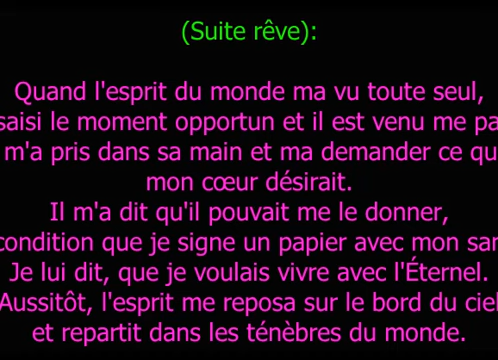 (Suite rêve):
Quand l'esprit du monde ma vu toute seul,
saisi le moment opportun et il est venu me pa
m'a pris dans sa main et ma demander ce qu
mon cœur désirait.
Il m'a dit qu'il pouvait me le donner,
condition que je signe un papier avec mon san
Je lui dit, que je voulais vivre avec l'Éternel.
Aussitôt, l'esprit me reposa sur le bord du ciel
et repartit dans les ténèbres du monde.